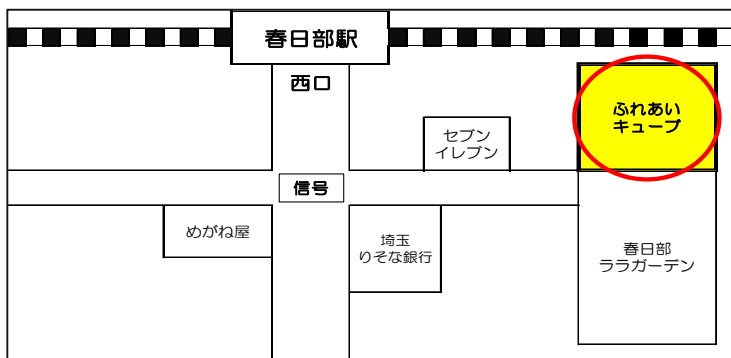 春日部駅
西口
ふれあい
キューブ
セブン
イレブン
信号
めがね屋
埼玉
りそな銀行
春日部
ララガーデン